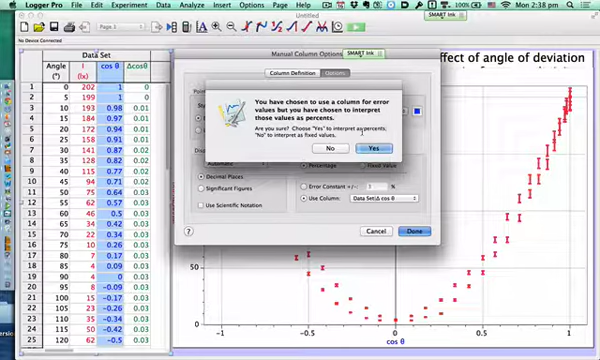 Logger Pro File Edit Experiment Data Analyze Insert Options Page Help
100% Mon 2:38 pm
SMART Ink
Untitled
Page 1
No Device Connected
SMART Ink
Data Set
Manual Column Options
ffect of angle of deviation
Angle (°) I (lx) cos θ Δcosθ
Column Definition Options
1 0 202 1 0
2 5 199 1 0
3 10 193 0.98 0.01
4 15 184 0.97 0.01
5 20 172 0.94 0.01
6 25 158 0.91 0.01
7 30 141 0.87 0.02
8 35 128 0.82 0.02
9 40 115 0.77 0.02
10 45 94 0.71 0.02
11 50 75 0.64 0.03
12 55 62 0.57 0.03
13 60 46 0.5 0.03
14 65 34 0.42 0.03
15 70 22 0.34 0.03
16 75 10 0.26 0.03
17 80 7 0.17 0.03
18 85 4 0.09 0.03
19 90 4 0 0.03
20 95 8 -0.09 0.03
21 100 15 -0.17 0.03
22 105 23 -0.26 0.03
23 110 35 -0.34 0.03
24 115 50 -0.42 0.03
25 120 62 -0.5 0.03
You have chosen to use a column for error
values but you have chosen to interpret
those values as percents.
Are you sure? Choose "Yes" to interpret as percents;
"No" to interpret as fixed values.
No Yes
Automatic
Decimal Places
Significant Figures
Use Scientific Notation
Percentage Fixed Value
Error Constant +/-: 3 %
Use Column: Data Set|Δ cos θ
? Cancel Done
50
0
-1 -0.5 0.0 0.5 1
cos θ